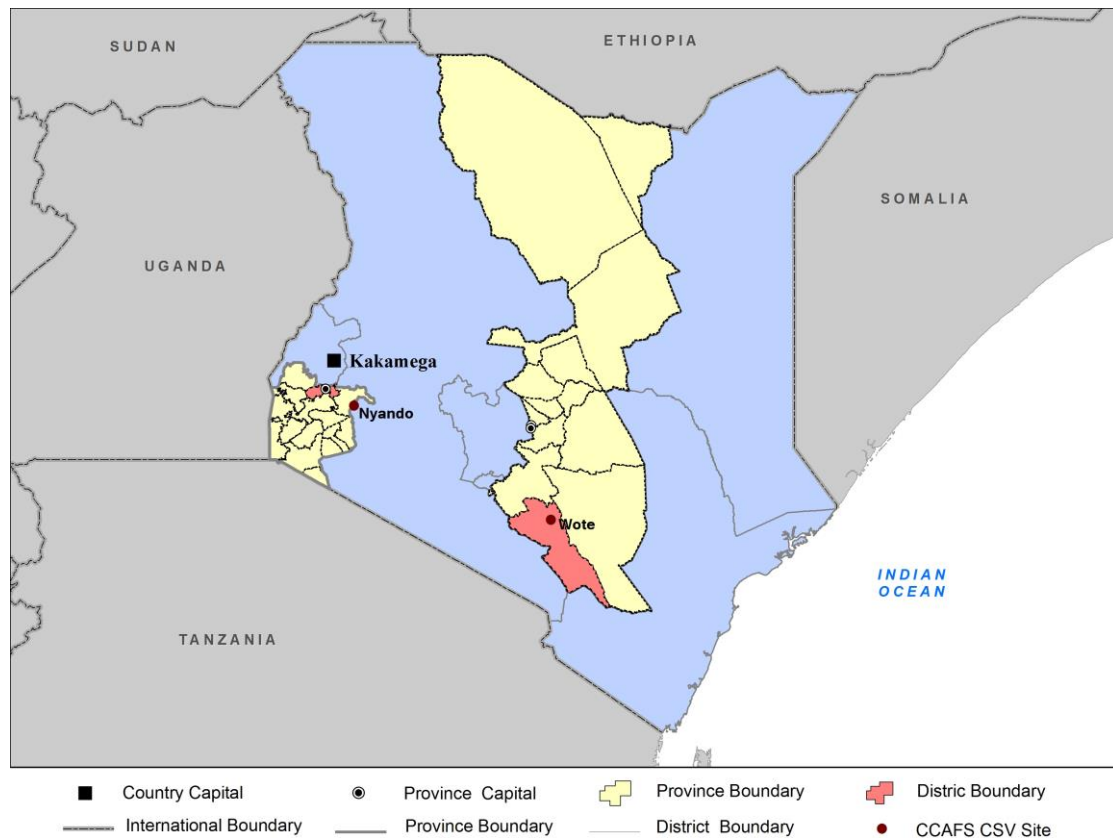 SUDAN
ETHIOPIA
SOMALIA
UGANDA
Kakamega
Nyando
Wote
INDIAN
OCEAN
TANZANIA
Country Capital
Province Capital
Province Boundary
Distric Boundary
International Boundary
Province Boundary
District Boundary
CCAFS CSV Site